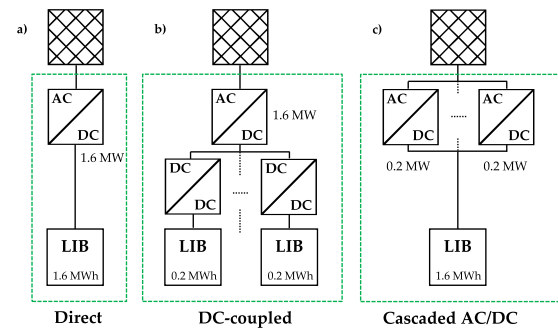 a)
AC
DC
1.6 MW
LIB
1.6 MWh
Direct
b)
AC
DC
1.6 MW
DC
DC
DC
DC
LIB
0.2 MWh
LIB
0.2 MWh
DC-coupled
c)
AC
DC
AC
DC
0.2 MW
0.2 MW
LIB
1.6 MWh
Cascaded AC/DC